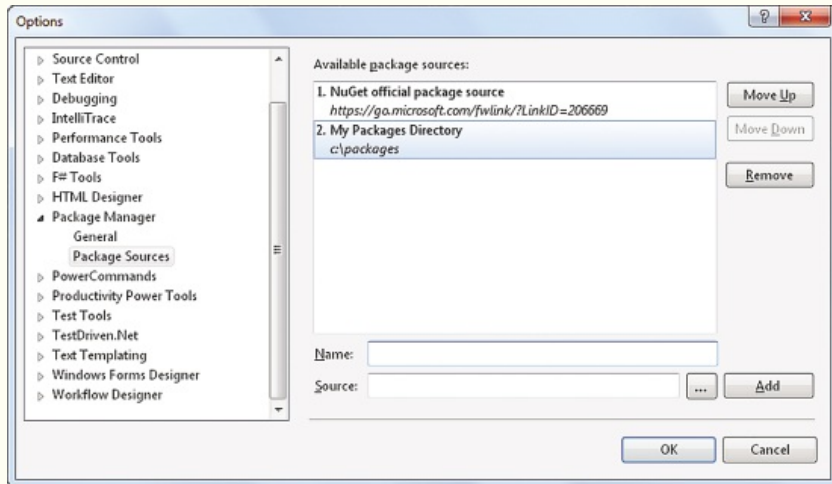 Options
Source Control
Text Editor
Debugging
IntelliTrace
Performance Tools
Database Tools
F# Tools
HTML Designer
Package Manager
General
Package Sources
PowerCommands
Productivity Power Tools
Test Tools
TestDriven.Net
Text Templating
Windows Forms Designer
Workflow Designer
Available package sources:
1. NuGet official package source
https://go.microsoft.com/fwlink/?LinkID=206669
2. My Packages Directory
c:\packages
Move Up
Move Down
Remove
Name:
Source:
...
Add
OK
Cancel